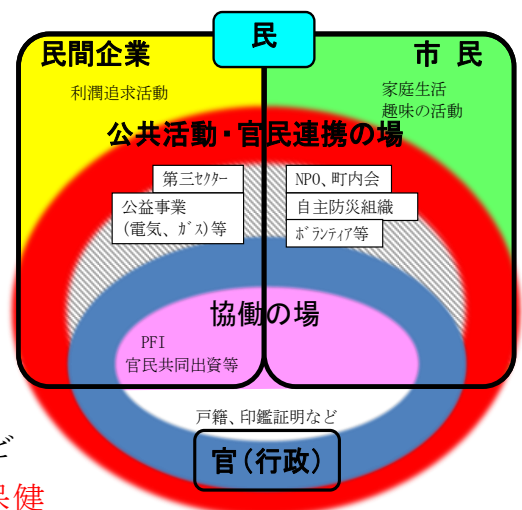 民
民間企業
市 民
利潤追求活動
家庭生活
趣味の活動
公共活動・官民連携の場
第三ｾｸﾀｰ
NPO、町内会
公益事業
(電気、ｶﾞｽ)等
自主防災組織
ﾎﾞﾗﾝﾃｨｱ等
協働の場
PFI
官民共同出資等
戸籍、印鑑証明など
ど
官(行政)
保健